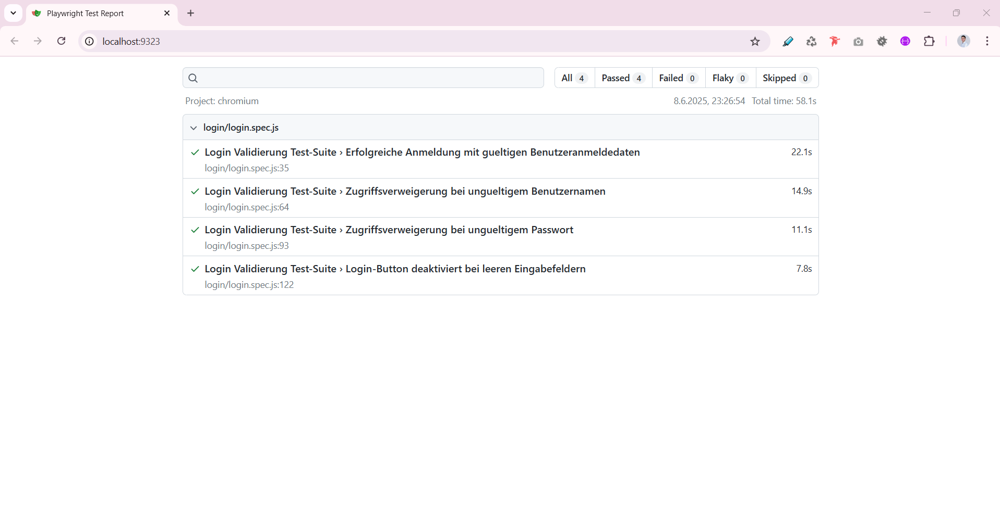 Playwright Test Report
localhost:9323
All 4 Passed 4 Failed 0 Flaky 0 Skipped 0
Project: chromium 8.6.2025, 23:26:54 Total time: 58.1s
login/login.spec.js
Login Validierung Test-Suite › Erfolgreiche Anmeldung mit gueltigen Benutzeranmeldedaten 22.1s
login/login.spec.js:35
Login Validierung Test-Suite › Zugriffsverweigerung bei ungueltigem Benutzernamen 14.9s
login/login.spec.js:64
Login Validierung Test-Suite › Zugriffsverweigerung bei ungueltigem Passwort 11.1s
login/login.spec.js:93
Login Validierung Test-Suite › Login-Button deaktiviert bei leeren Eingabefeldern 7.8s
login/login.spec.js:122